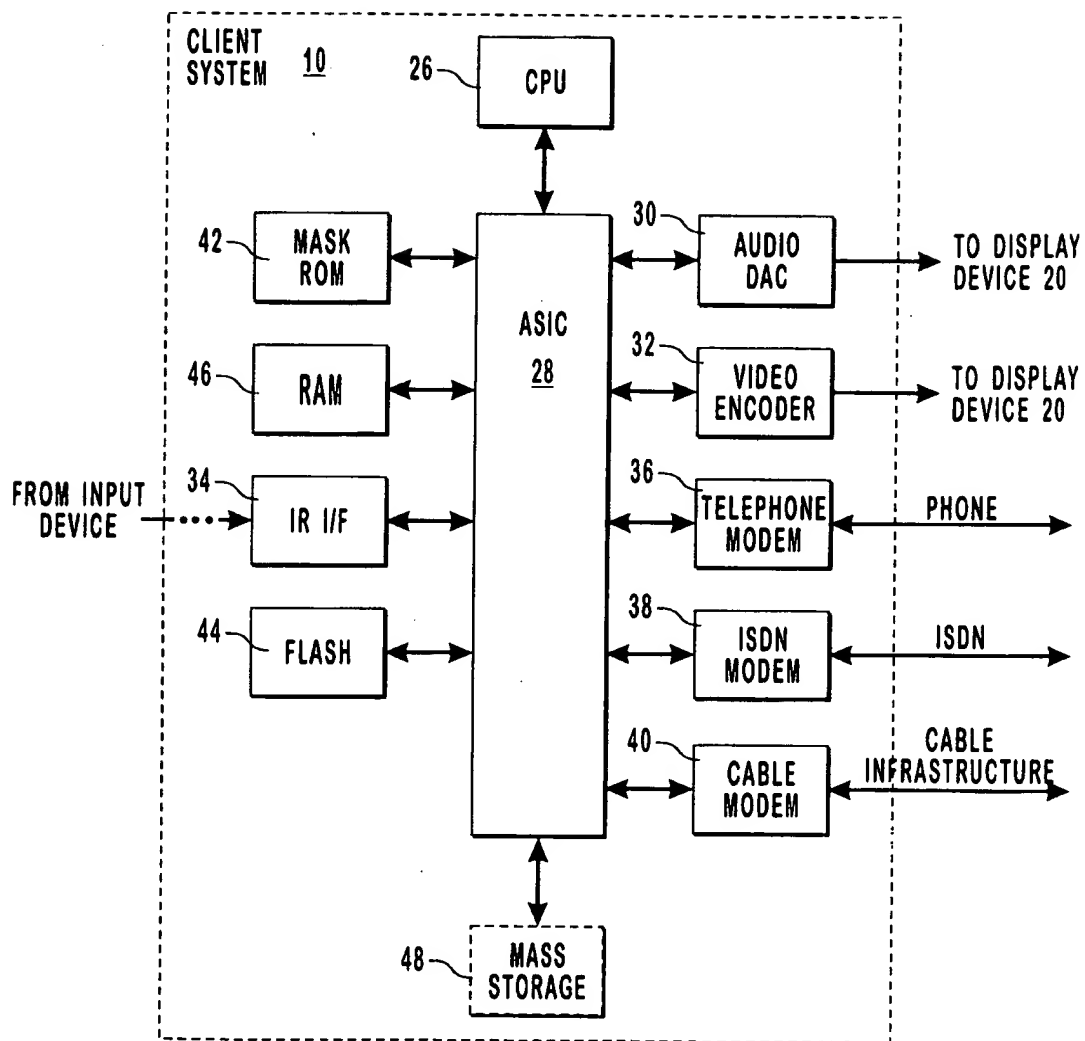 CLIENT
SYSTEM 10
26
CPU
42
MASK
ROM
46
RAM
FROM INPUT
DEVICE
34
IR I/F
44
FLASH
ASIC
28
30
AUDIO
DAC
TO DISPLAY
DEVICE 20
32
VIDEO
ENCODER
TO DISPLAY
DEVICE 20
36
TELEPHONE
MODEM
PHONE
38
ISDN
MODEM
ISDN
40
CABLE
MODEM
CABLE
INFRASTRUCTURE
48
MASS
STORAGE